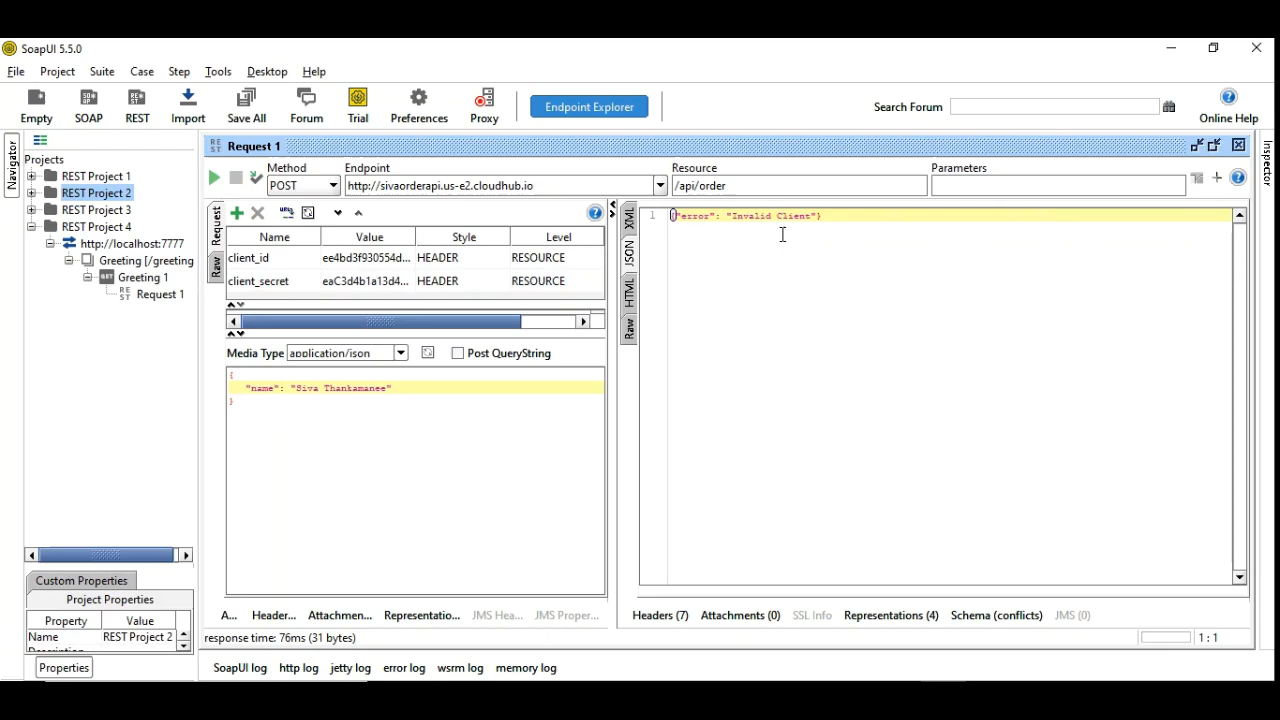 SoapUI 5.5.0
File Project Suite Case Step Tools Desktop Help
Empty SOAP REST Import Save All Forum Trial Preferences Proxy Endpoint Explorer Search Forum Online Help
Navigator
Projects
REST Project 1
REST Project 2
REST Project 3
REST Project 4
http://localhost:7777
Greeting [/greeting
GET Greeting 1
REST Request 1
Custom Properties
Project Properties
Property Value
Name REST Project 2
Properties
REST Request 1
Method Endpoint Resource Parameters
POST http://sivaorderapi.us-e2.cloudhub.io /api/order
Request
Raw
Name Value Style Level
client_id ee4bd3f930554d... HEADER RESOURCE
client_secret eaC3d4b1a13d4... HEADER RESOURCE
Media Type application/json Post QueryString
{
"name": "Siva Thankamanee"
}
A... Header... Attachmen... Representatio... JMS Hea... JMS Proper...
XML
JSON
HTML
Raw
1 {"error": "Invalid Client"}
Headers (7) Attachments (0) SSL Info Representations (4) Schema (conflicts) JMS (0)
response time: 76ms (31 bytes) 1 : 1
SoapUI log http log jetty log error log wsrm log memory log
Inspector